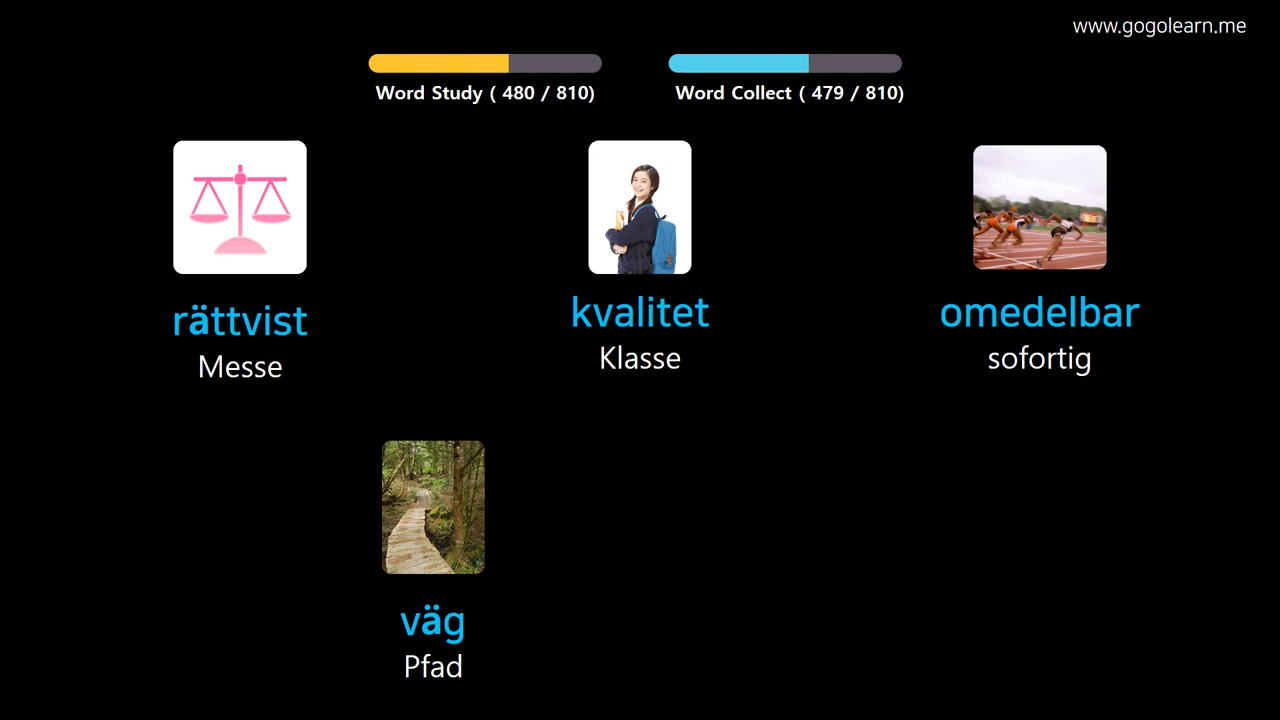 www.gogolearn.me
Word Study ( 480 / 810)
Word Collect ( 479 / 810)
rättvist
Messe
kvalitet
Klasse
omedelbar
sofortig
väg
Pfad